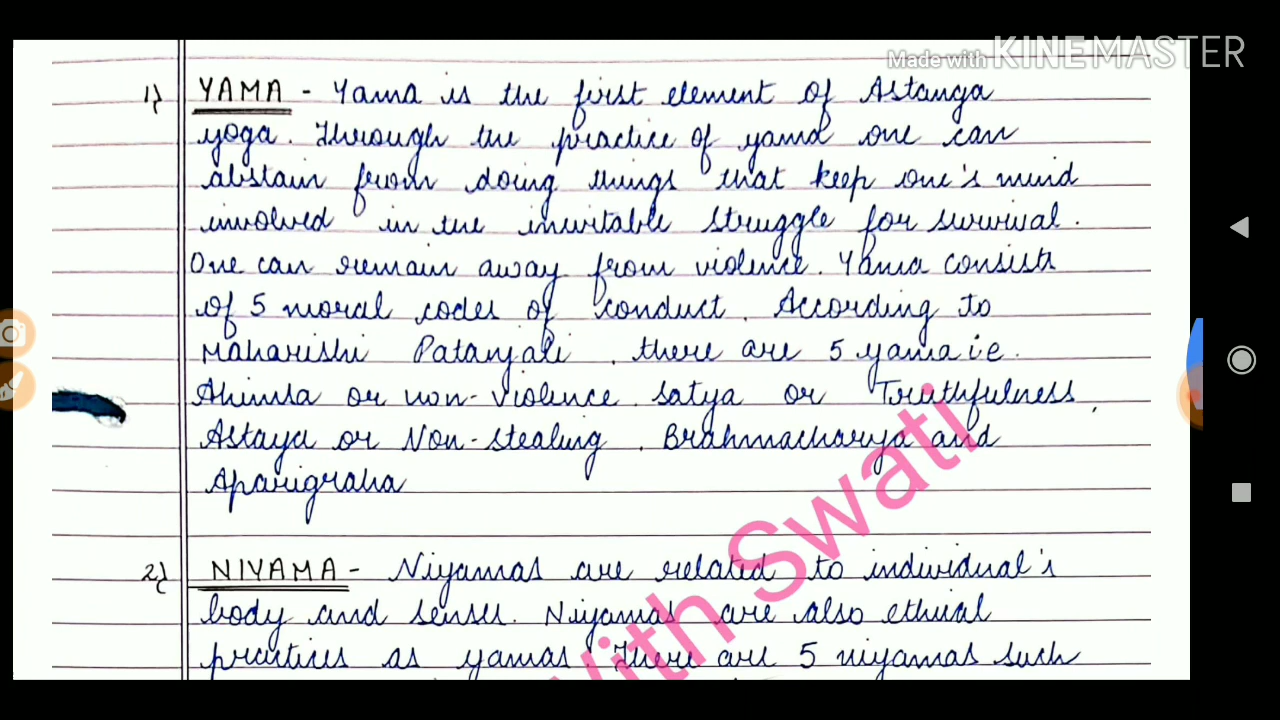 Made with KINEMASTER
1) YAMA - Yama is the first element of Astanga
yoga. Through the practice of yama one can
abstain from doing things that keep one's mind
involved in the inevitable struggle for survival.
One can remain away from violence. Yama consists
of 5 moral codes of conduct. According to
Maharishi Patanjali, there are 5 yama i.e.
Ahimsa or non-violence, Satya or Truthfulness,
Astaya or Non-stealing, Brahmacharya and
Aparigraha
2) NIYAMA - Niyamas are related to individual's
body and senses. Niyamas are also ethical
practices as yamas. There are 5 niyamas such
With Swati